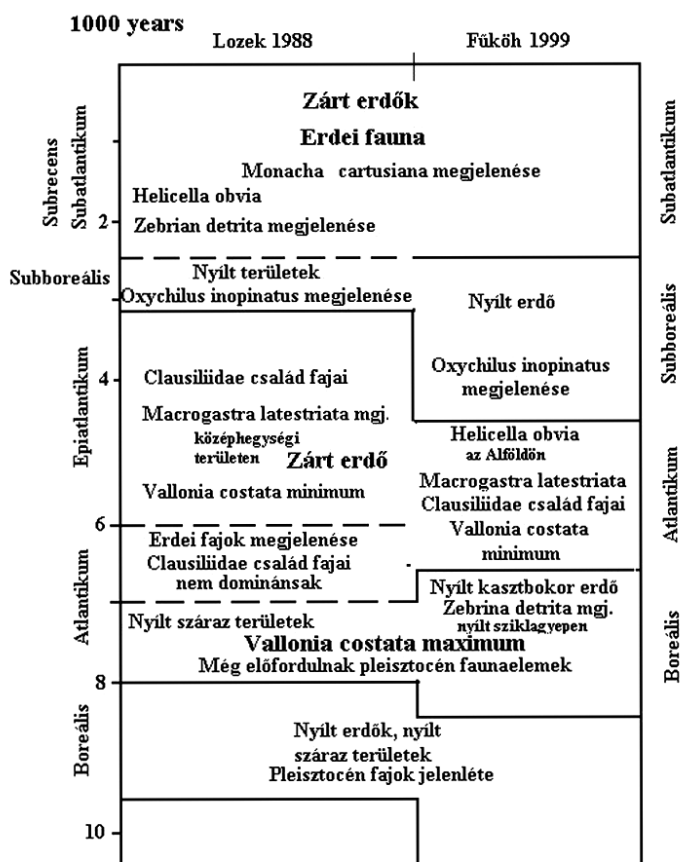 1000 years
Lozek 1988
Fűköh 1999
Zárt erdők
Erdei fauna
Monacha cartusiana megjelenése
Helicella obvia
Zebrian detrita megjelenése
Subrecens
Subatlantikum
2
Subatlantikum
Subboreális
Nyílt területek
Oxychilus inopinatus megjelenése
Nyílt erdő
Oxychilus inopinatus
megjelenése
Subboreális
Epiatlantikum
4
Clausiliidae család fajai
Macrogastra latestriata mgj.
középhegységi
területen
Zárt erdő
Vallonia costata minimum
Helicella obvia
az Alföldön
Macrogastra latestriata
Clausiliidae család fajai
Vallonia costata
minimum
Atlantikum
6
Erdei fajok megjelenése
Clausiliidae család fajai
nem dominánsak
Atlantikum
Nyílt száraz területek
Nyílt kasztbokor erdő
Zebrina detrita mgj.
nyílt sziklagyepen
Vallonia costata maximum
Még előfordulnak pleisztocén faunaelemek
Boreális
8
Boreális
Nyílt erdők, nyílt
száraz területek
Pleisztocén fajok jelenléte
10